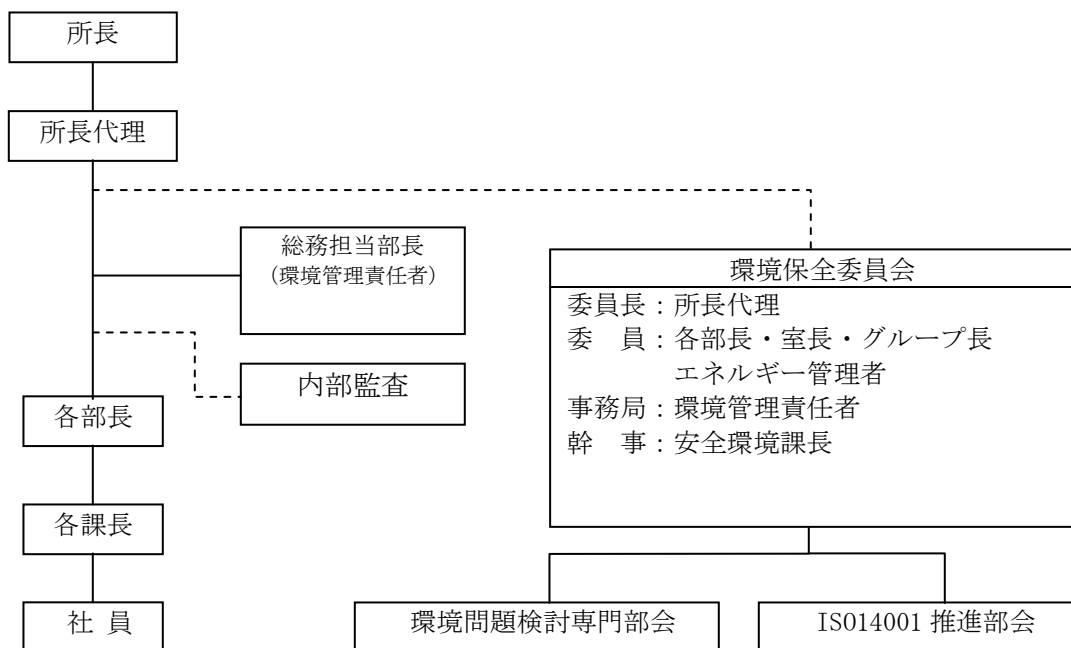 所長
所長代理
総務担当部長
(環境管理責任者)
環境保全委員会
委員長：所長代理
委　員：各部長・室長・グループ長
エネルギー管理者
事務局：環境管理責任者
幹　事：安全環境課長
内部監査
各部長
各課長
社 員
環境問題検討専門部会
ISO14001 推進部会